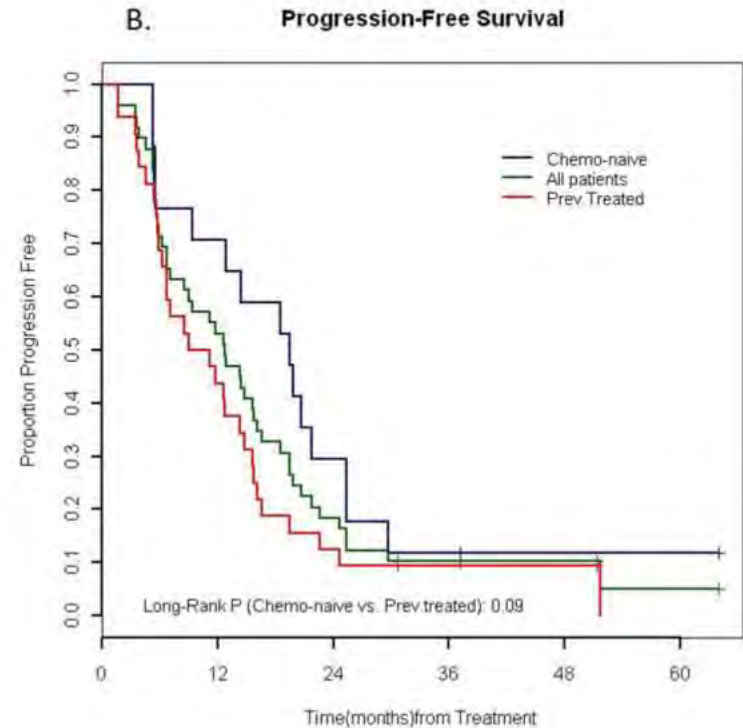 B.
Progression-Free Survival
Proportion Progression Free
1.0
0.9
0.8
0.7
0.6
0.5
0.4
0.3
0.2
0.1
0.0
Chemo-naive
All patients
Prev.Treated
Long-Rank P (Chemo-naive vs. Prev.treated): 0.09
0 12 24 36 48 60
Time(months)from Treatment